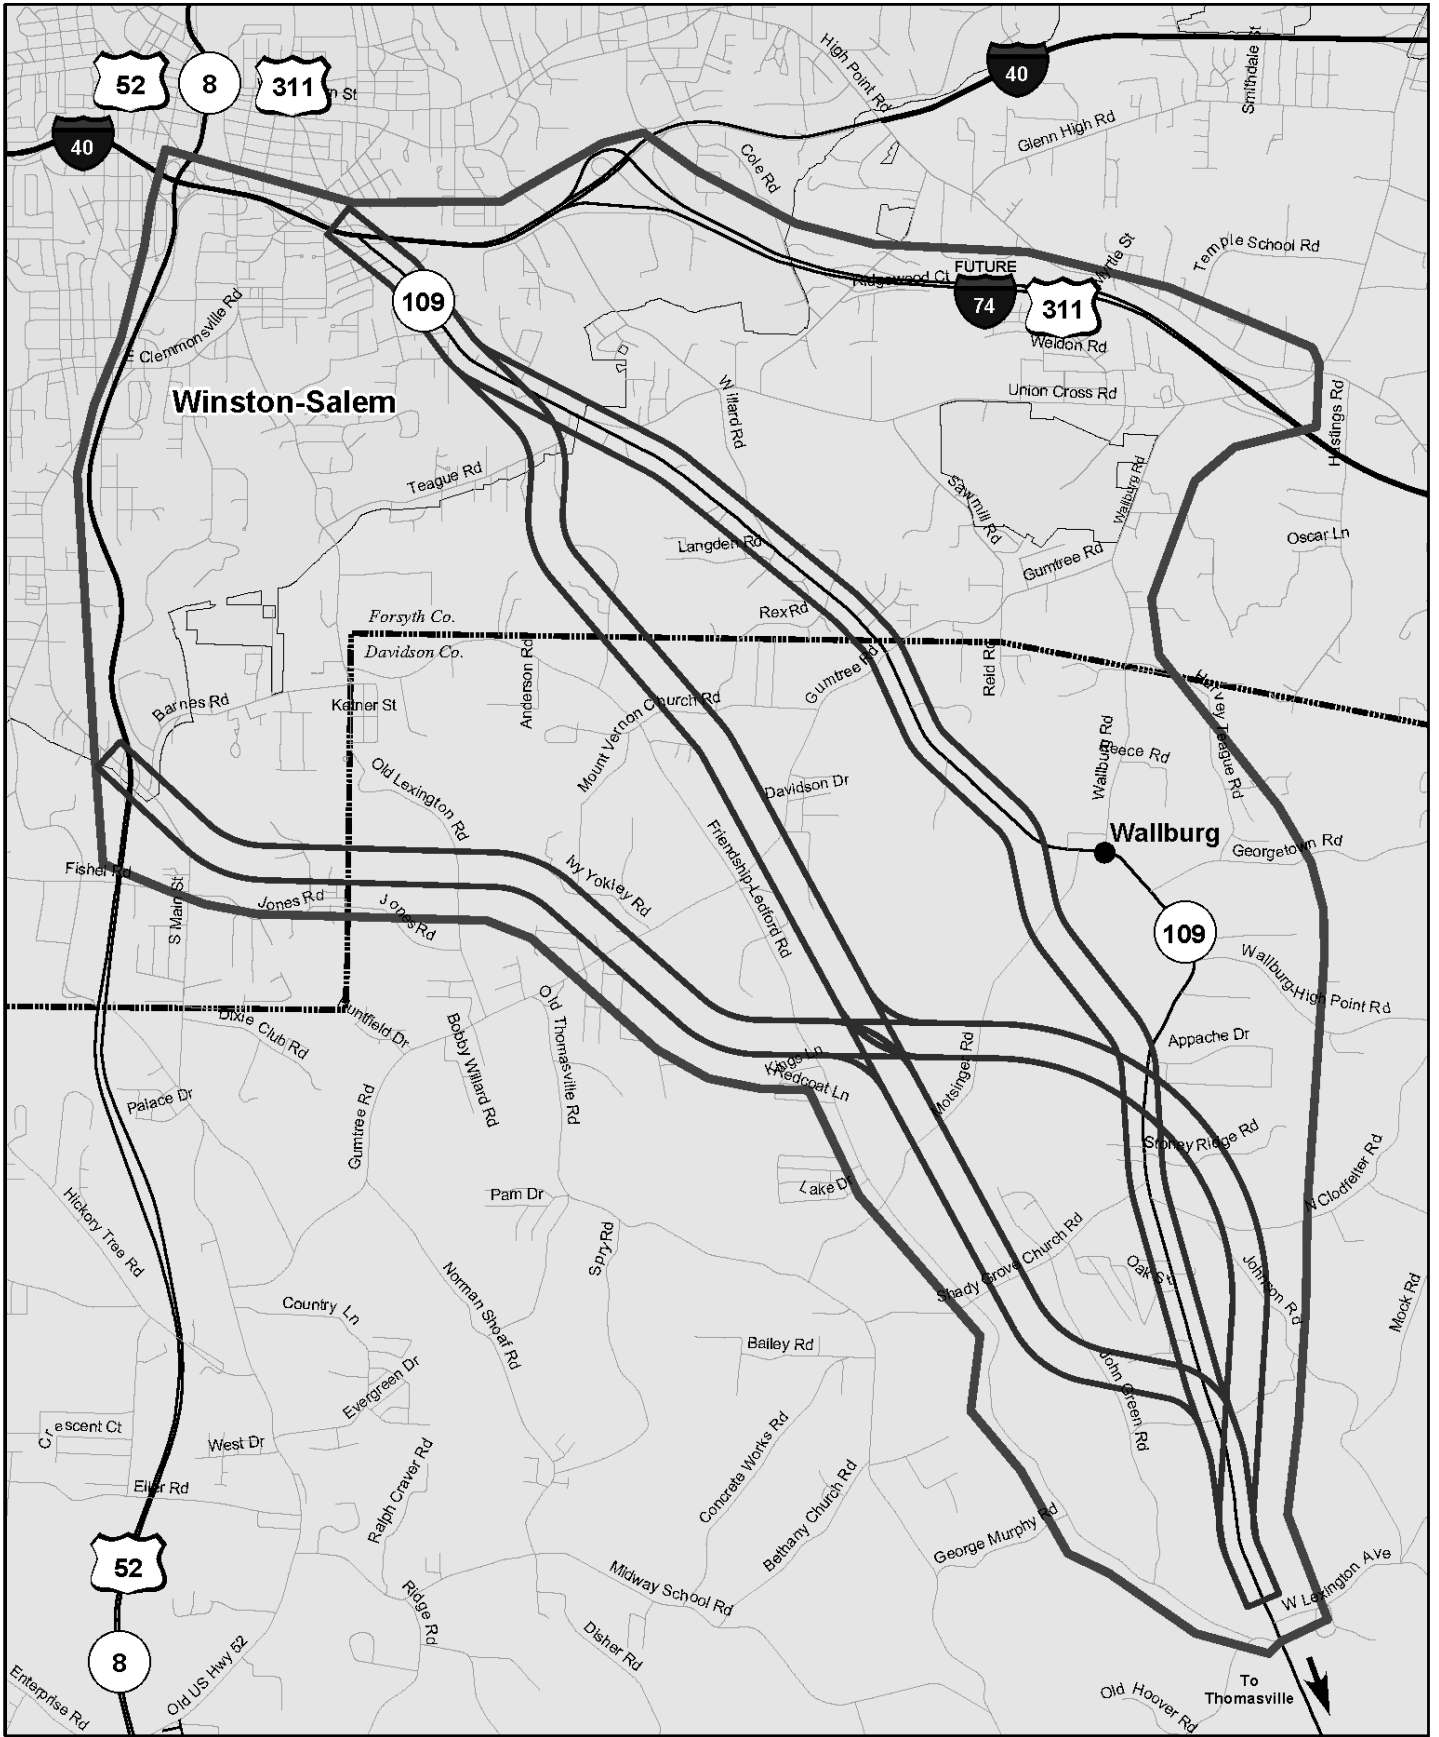 52
8
311
n St
40
40
High Point Rd
Smithdale St
Glenn High Rd
Cole Rd
Temple School Rd
Myrtle St
Ridgewood Ct
FUTURE
74
311
109
E Clemmonsville Rd
Weldon Rd
Winston-Salem
Willard Rd
Union Cross Rd
Hastings Rd
Teague Rd
Sawmill Rd
Wallburg Rd
Langden Rd
Oscar Ln
Gumtree Rd
Forsyth Co.
Rex Rd
Davidson Co.
Anderson Rd
Gumtree Rd
Reid Rd
Barnes Rd
Ketner St
Mount Vernon Church Rd
Harvey Teague Rd
Wallburg Rd
Reece Rd
Old Lexington Rd
Davidson Dr
Wallburg
Georgetown Rd
Friendship-Ledford Rd
Ivy Yokley Rd
Fishel Rd
S Main St
Jones Rd
Jones Rd
109
Wallburg-High Point Rd
Old Thomasville Rd
Huntfield Dr
Dixie Club Rd
Bobby Willard Rd
Kings Ln
Redcoat Ln
Motsinger Rd
Appache Dr
Palace Dr
Gumtree Rd
Stoney Ridge Rd
N Clodfelter Rd
Lake Dr
Pam Dr
Hickory Tree Rd
Spry Rd
Shady Grove Church Rd
Oak St
Johnson Rd
Mock Rd
Norman Shoaf Rd
Country Ln
Bailey Rd
John Green Rd
Evergreen Dr
Crescent Ct
West Dr
Concrete Works Rd
Ralph Craver Rd
Bethany Church Rd
Eller Rd
George Murphy Rd
52
Midway School Rd
W Lexington Ave
Ridge Rd
Disher Rd
8
Old US Hwy 52
Enterprise Rd
To
Thomasville
Old Hoover Rd